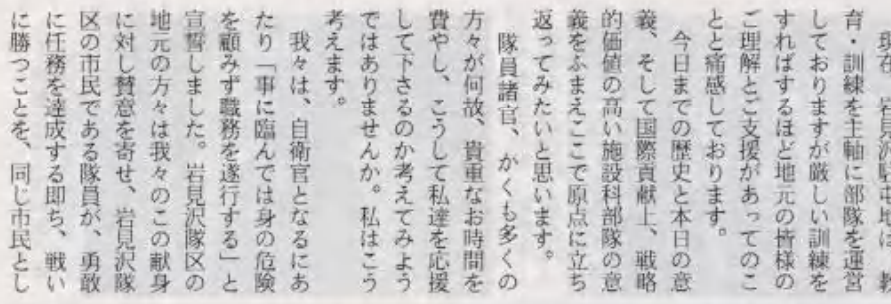 現在、岩見沢駐屯地は、教
育・訓練を主軸に部隊を運営
しておりますが厳しい訓練を
すればするほど地元の皆様の
ご理解とご支援があってのこ
とと痛感しております。
今日までの歴史と本日の意
義、そして国際貢献上、戦略
的価値の高い施設科部隊の意
義をふまえここで原点に立ち
返ってみたいと思います。
隊員諸官、かくも多くの
方々が何故、貴重なお時間を
費やし、こうして私達を応援
して下さるのか考えてみよう
ではありませんか。私はこう
考えます。
我々は、自衛官となるにあ
たり「事に臨んでは身の危険
を顧みず職務を遂行する」と
宣誓しました。岩見沢隊区の
地元の方々は我々のこの献身
に対し賛意を寄せ、岩見沢隊
区の市民である隊員が、勇敢
に任務を達成する即ち、戦い
に勝つことを、同じ市民とし